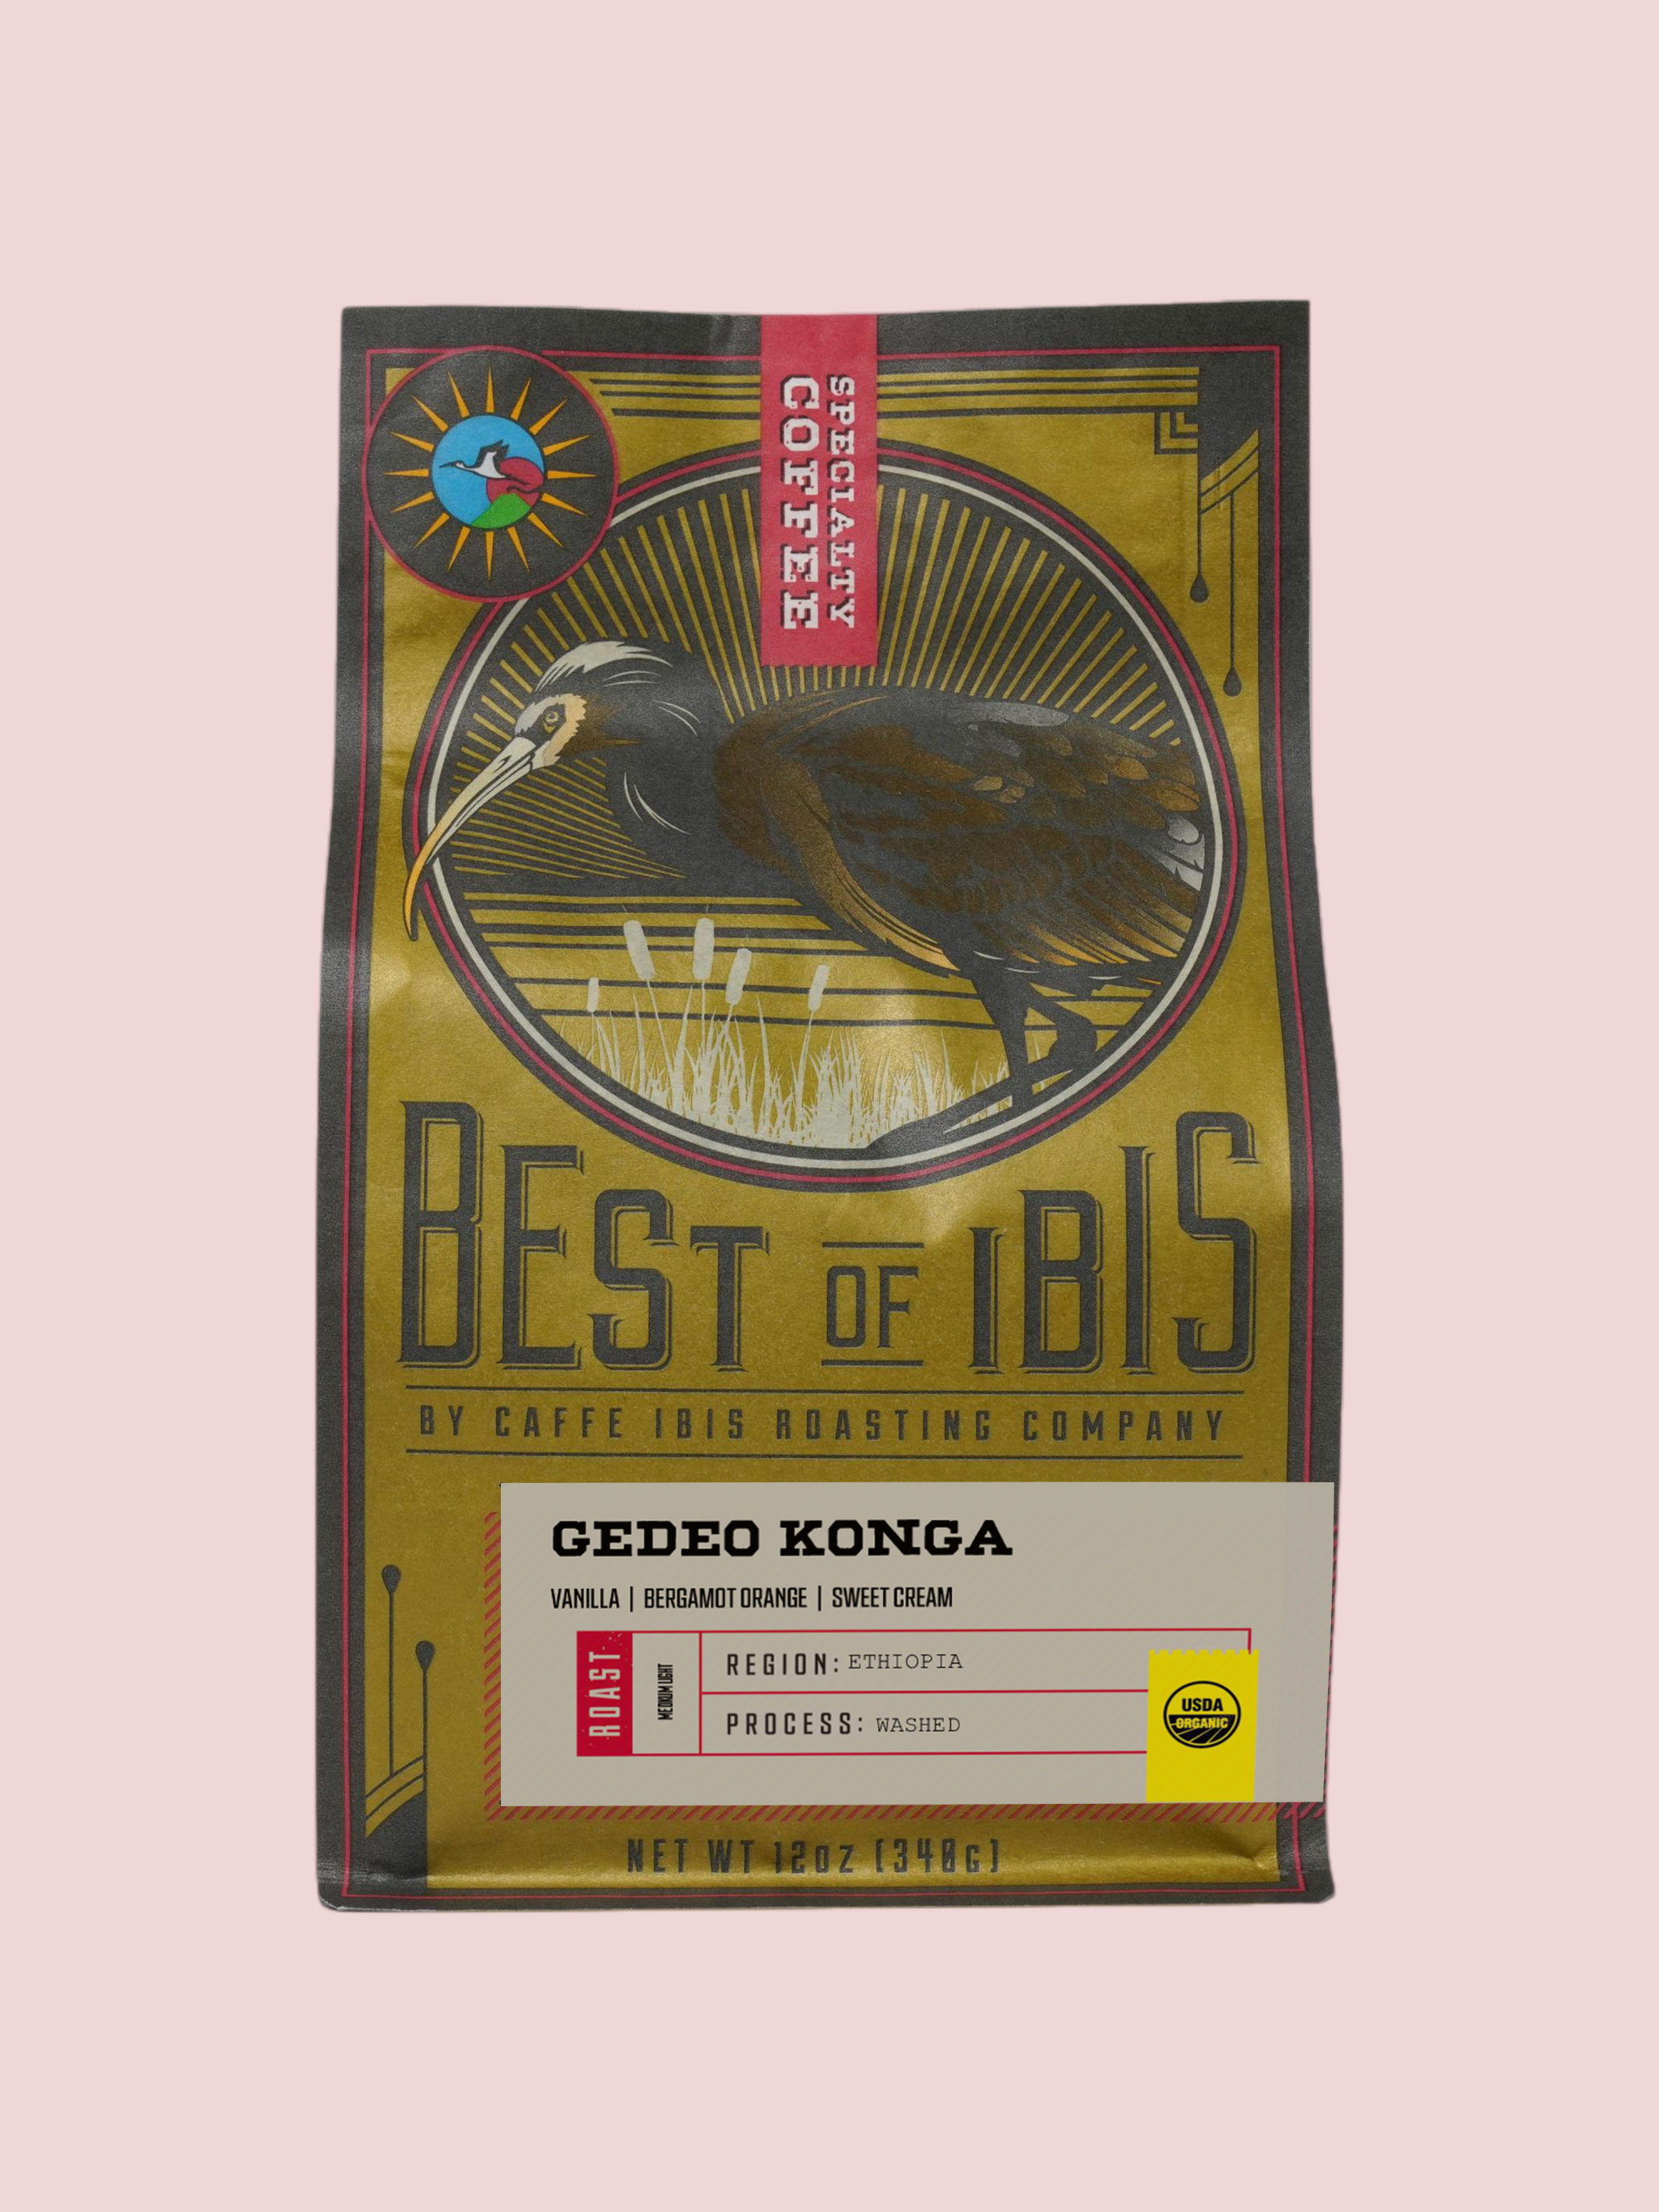 SPECIALTY
COFFEE
BEST OF IBIS
BY CAFFE IBIS ROASTING COMPANY
GEDEO KONGA
VANILLA | BERGAMOT ORANGE | SWEET CREAM
ROAST
MEDIUM LIGHT
REGION: ETHIOPIA
PROCESS: WASHED
USDA
ORGANIC
NET WT 12oz (340G)